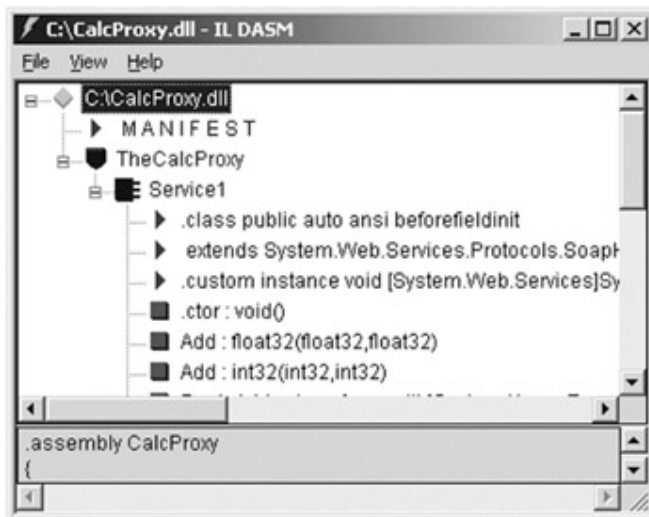 C:\CalcProxy.dll - IL DASM
File View Help
C:\CalcProxy.dll
MANIFEST
TheCalcProxy
Service1
.class public auto ansi beforefieldinit
extends System.Web.Services.Protocols.SoapH
.custom instance void [System.Web.Services]Sy
.ctor : void()
Add : float32(float32,float32)
Add : int32(int32,int32)
.assembly CalcProxy
{